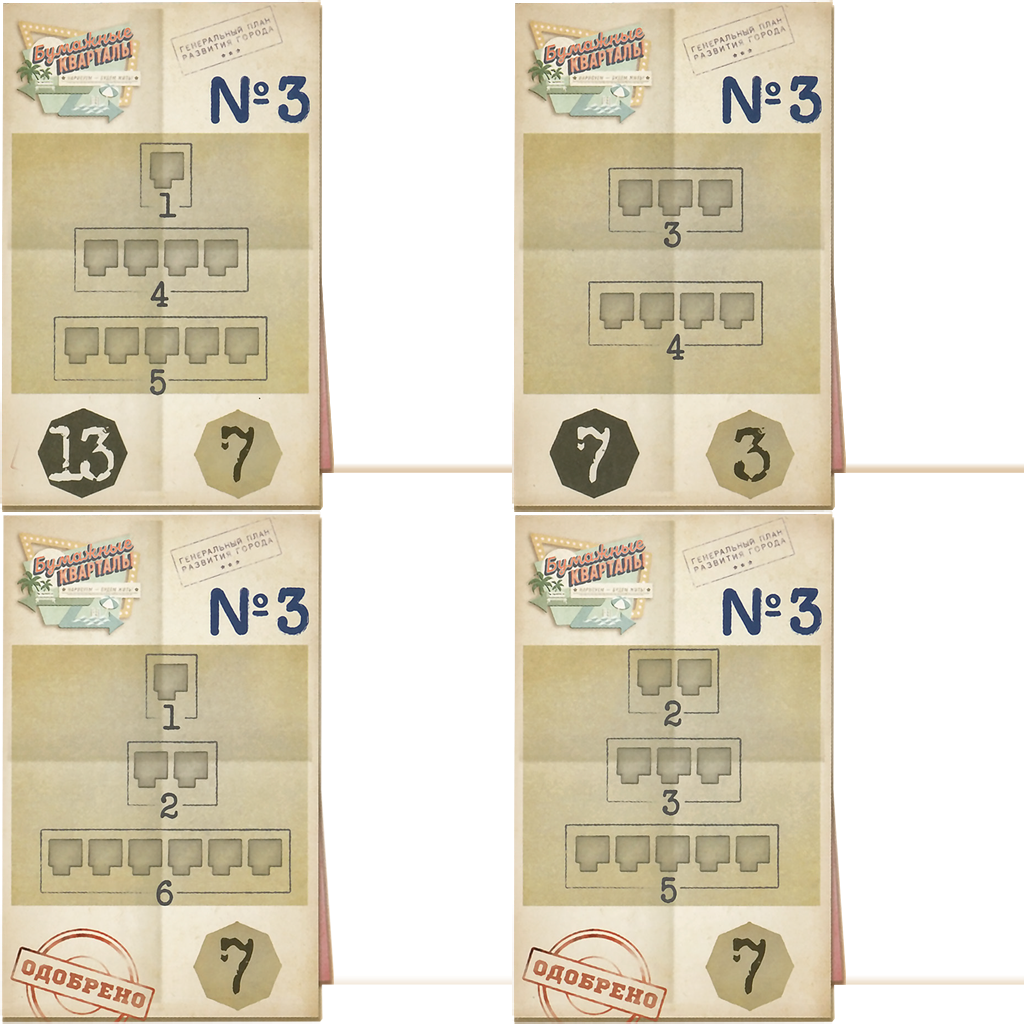 Бумажные
КВАРТАЛЫ
ГЕНЕРАЛЬНЫЙ ПЛАН
РАЗВИТИЯ ГОРОДА
№3
1
4
5
13
7
Бумажные
КВАРТАЛЫ
ГЕНЕРАЛЬНЫЙ ПЛАН
РАЗВИТИЯ ГОРОДА
№3
3
4
7
3
Бумажные
КВАРТАЛЫ
ГЕНЕРАЛЬНЫЙ ПЛАН
РАЗВИТИЯ ГОРОДА
№3
1
2
6
ОДОБРЕНО
7
Бумажные
КВАРТАЛЫ
ГЕНЕРАЛЬНЫЙ ПЛАН
РАЗВИТИЯ ГОРОДА
№3
2
3
5
ОДОБРЕНО
7